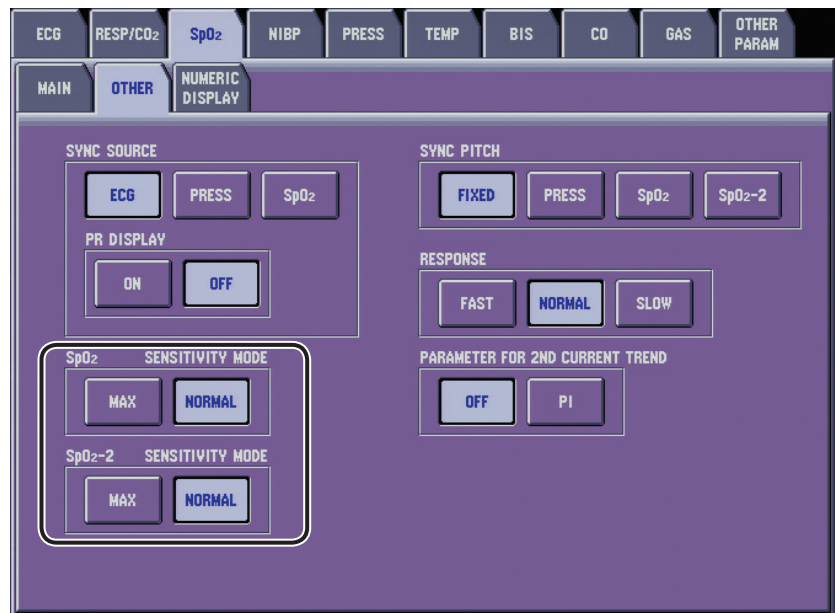 ECG RESP/CO2 SpO2 NIBP PRESS TEMP BIS CO GAS OTHER PARAM
MAIN OTHER NUMERIC DISPLAY
SYNC SOURCE
ECG PRESS SpO2
PR DISPLAY
ON OFF
SpO2 SENSITIVITY MODE
MAX NORMAL
SpO2-2 SENSITIVITY MODE
MAX NORMAL
SYNC PITCH
FIXED PRESS SpO2 SpO2-2
RESPONSE
FAST NORMAL SLOW
PARAMETER FOR 2ND CURRENT TREND
OFF PI